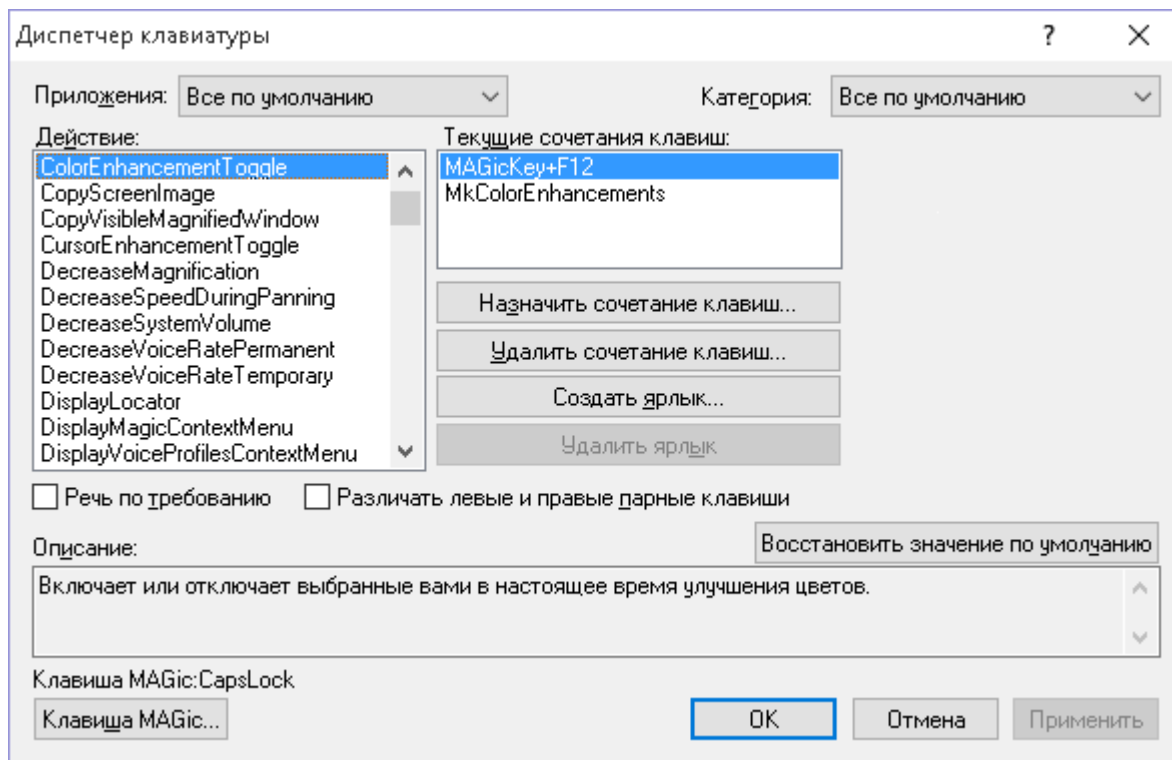 Диспетчер клавиатуры
?
Приложения: Все по умолчанию
Категория: Все по умолчанию
Действие:
ColorEnhancementToggle
CopyScreenImage
CopyVisibleMagnifiedWindow
CursorEnhancementToggle
DecreaseMagnification
DecreaseSpeedDuringPanning
DecreaseSystemVolume
DecreaseVoiceRatePermanent
DecreaseVoiceRateTemporary
DisplayLocator
DisplayMagicContextMenu
DisplayVoiceProfilesContextMenu
Текущие сочетания клавиш:
MAGicKey+F12
MkColorEnhancements
Назначить сочетание клавиш...
Удалить сочетание клавиш...
Создать ярлык...
Удалить ярлык
Речь по требованию
Различать левые и правые парные клавиши
Описание:
Восстановить значение по умолчанию
Включает или отключает выбранные вами в настоящее время улучшения цветов.
Клавиша MAGic:CapsLock
Клавиша MAGic...
OK
Отмена
Применить